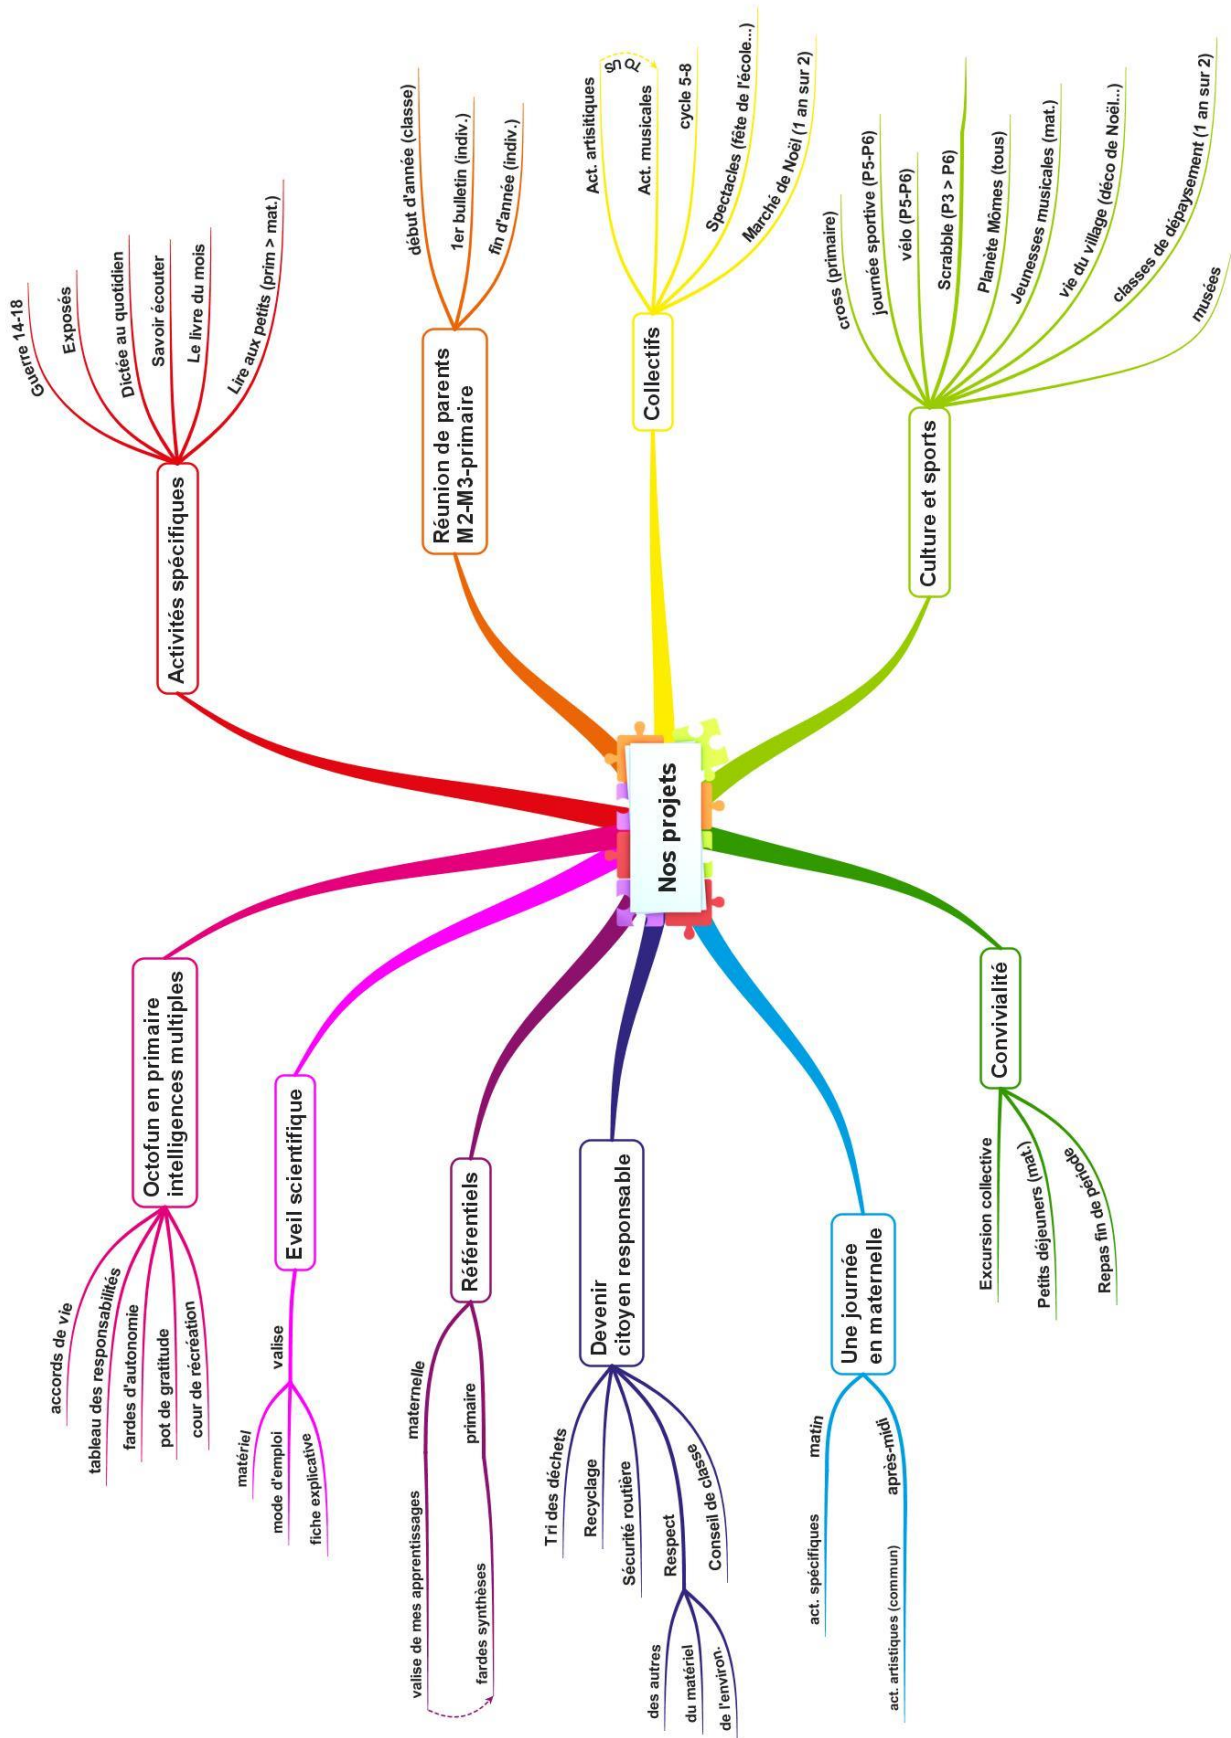 Nos projets
Activités spécifiques
Guerre 14-18
Exposés
Dictée au quotidien
Savoir écouter
Le livre du mois
Lire aux petits (prim > mat.)
Réunion de parents
M2-M3-primaire
début d'année (classe)
1er bulletin (indiv.)
fin d'année (indiv.)
Collectifs
Act. artisitiques
TOUS
Act. musicales
cycle 5-8
Spectacles (fête de l'école...)
Marché de Noël (1 an sur 2)
Culture et sports
cross (primaire)
journée sportive (P5-P6)
vélo (P5-P6)
Scrabble (P3 > P6)
Planète Mômes (tous)
Jeunesses musicales (mat.)
vie du village (déco de Noël...)
classes de dépaysement (1 an sur 2)
musées
Convivialité
Excursion collective
Petits déjeuners (mat.)
Repas fin de période
Une journée
en maternelle
matin
act. spécifiques
après-midi
act. artistiques (commun)
Devenir
citoyen responsable
Tri des déchets
Recyclage
Sécurité routière
Respect
des autres
du matériel
de l'environ.
Conseil de classe
Référentiels
maternelle
valise de mes apprentissages
primaire
fardes synthèses
Eveil scientifique
valise
matériel
mode d'emploi
fiche explicative
Octofun en primaire
intelligences multiples
accords de vie
tableau des responsabilités
fardes d'autonomie
pot de gratitude
cour de récréation